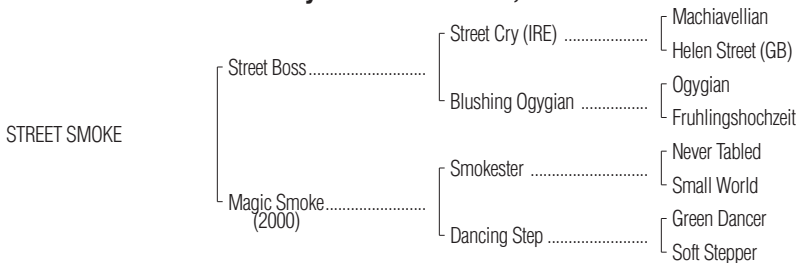 Machiavellian
Street Cry (IRE) ..................
Helen Street (GB)
Street Boss...........................
Ogygian
Blushing Ogygian ................
Fruhlingshochzeit
STREET SMOKE
Never Tabled
Smokester ...........................
Small World
Magic Smoke.......................
(2000)
Green Dancer
Dancing Step .......................
Soft Stepper